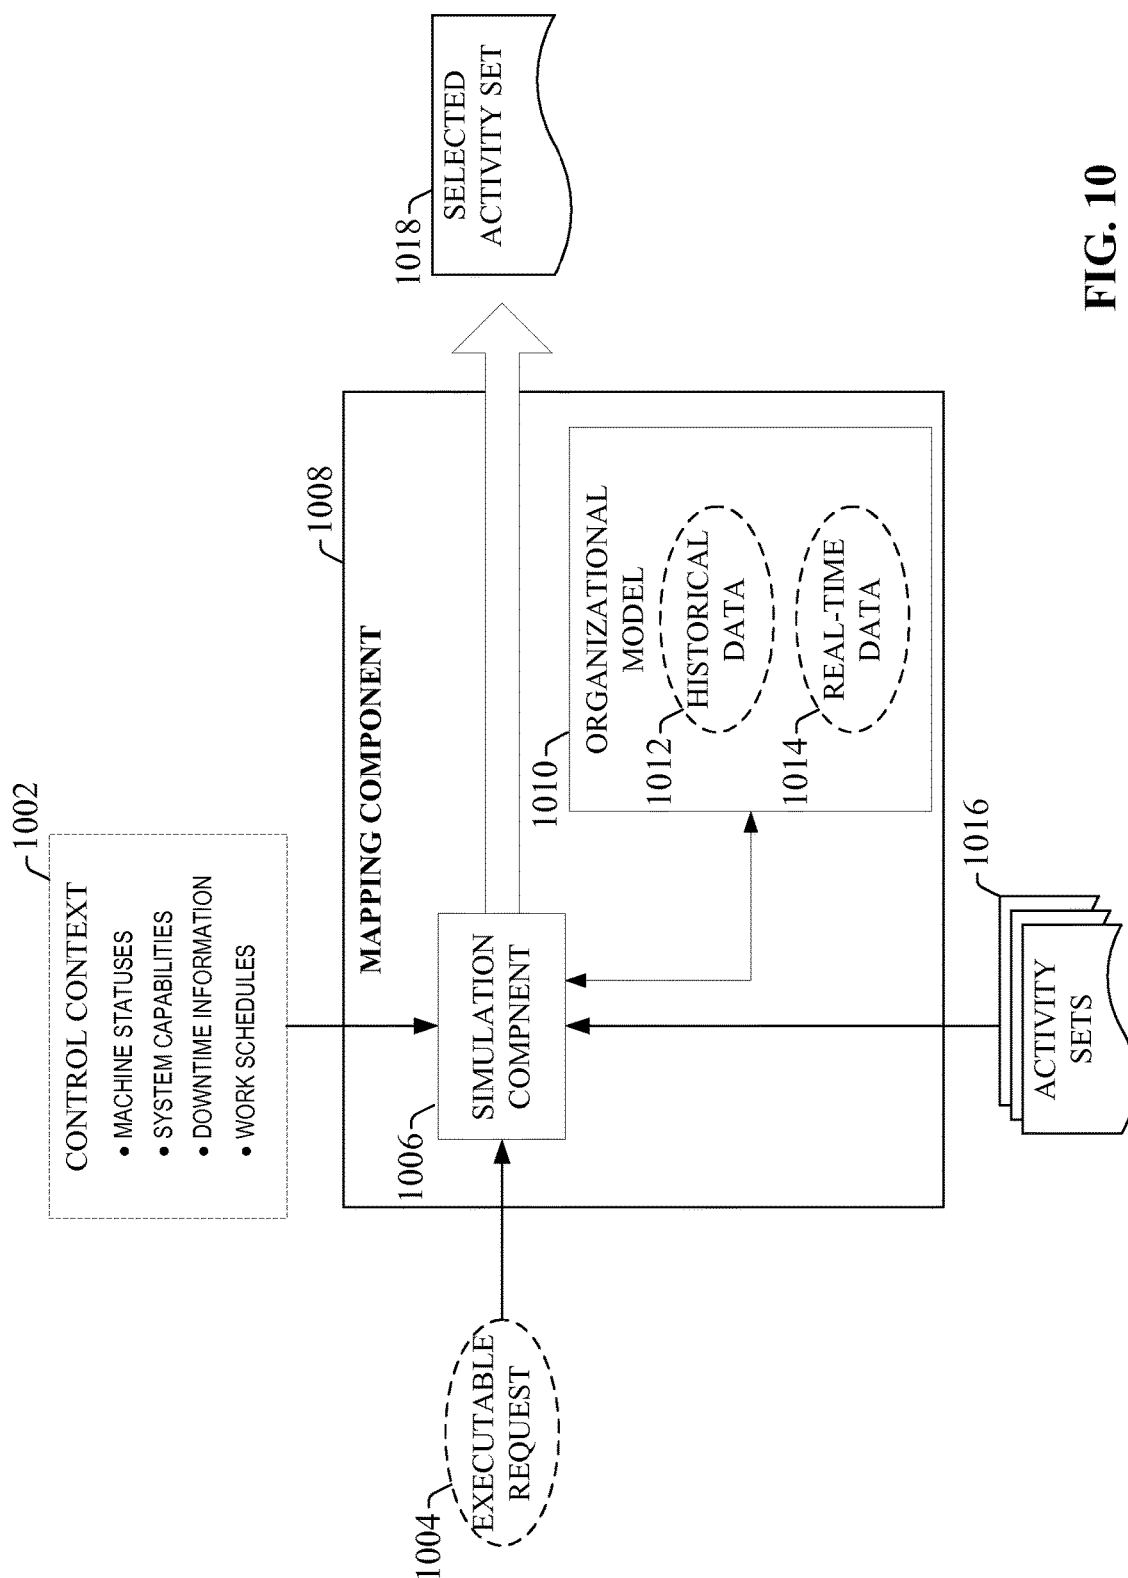 1002
CONTROL CONTEXT
• MACHINE STATUSES
• SYSTEM CAPABILITIES
• DOWNTIME INFORMATION
• WORK SCHEDULES
1008
MAPPING COMPONENT
1004
EXECUTABLE
REQUEST
1006
SIMULATION
COMPNENT
1018
SELECTED
ACTIVITY SET
1010
ORGANIZATIONAL
MODEL
1012
HISTORICAL
DATA
1014
REAL-TIME
DATA
1016
ACTIVITY
SETS
FIG. 10